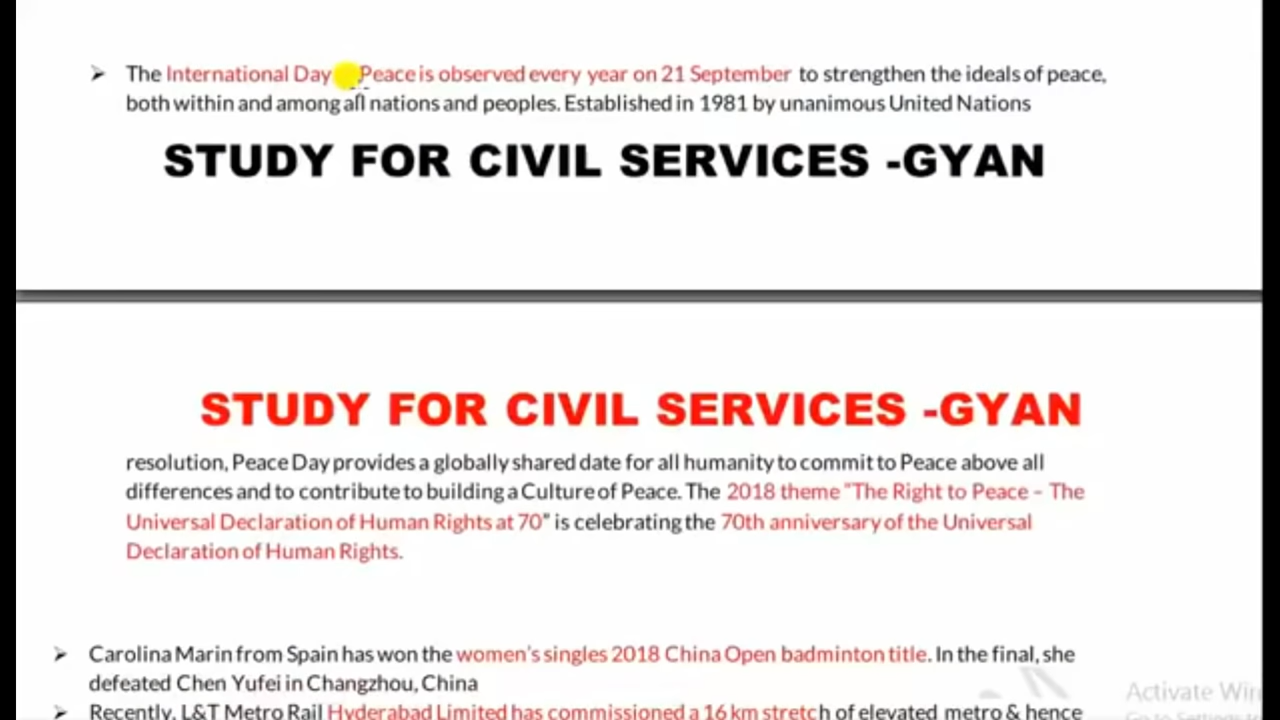 ➢ The International Day Peace is observed every year on 21 September to strengthen the ideals of peace,
both within and among all nations and peoples. Established in 1981 by unanimous United Nations
STUDY FOR CIVIL SERVICES -GYAN
STUDY FOR CIVIL SERVICES -GYAN
resolution, Peace Day provides a globally shared date for all humanity to commit to Peace above all
differences and to contribute to building a Culture of Peace. The 2018 theme "The Right to Peace – The
Universal Declaration of Human Rights at 70" is celebrating the 70th anniversary of the Universal
Declaration of Human Rights.
➢ Carolina Marin from Spain has won the women's singles 2018 China Open badminton title. In the final, she
defeated Chen Yufei in Changzhou, China
➢ Recently, L&T Metro Rail Hyderabad Limited has commissioned a 16 km stretch of elevated metro & hence
Activate